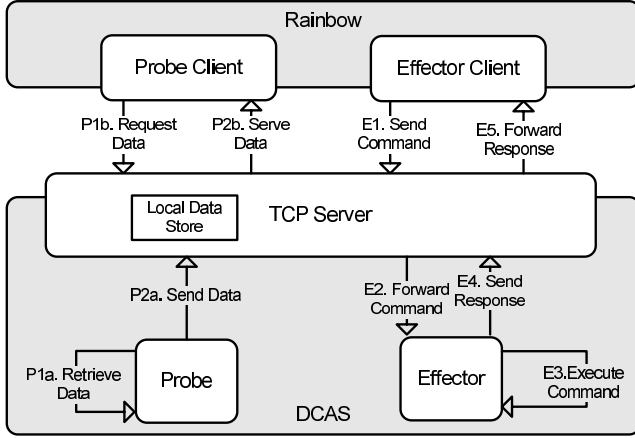 Rainbow
Probe Client
Effector Client
P1b. Request
Data
P2b. Serve
Data
E1. Send
Command
E5. Forward
Response
Local Data
Store
TCP Server
P2a. Send Data
E2. Forward
Command
E4. Send
Response
P1a. Retrieve
Data
Probe
Effector
E3.Execute
Command
DCAS